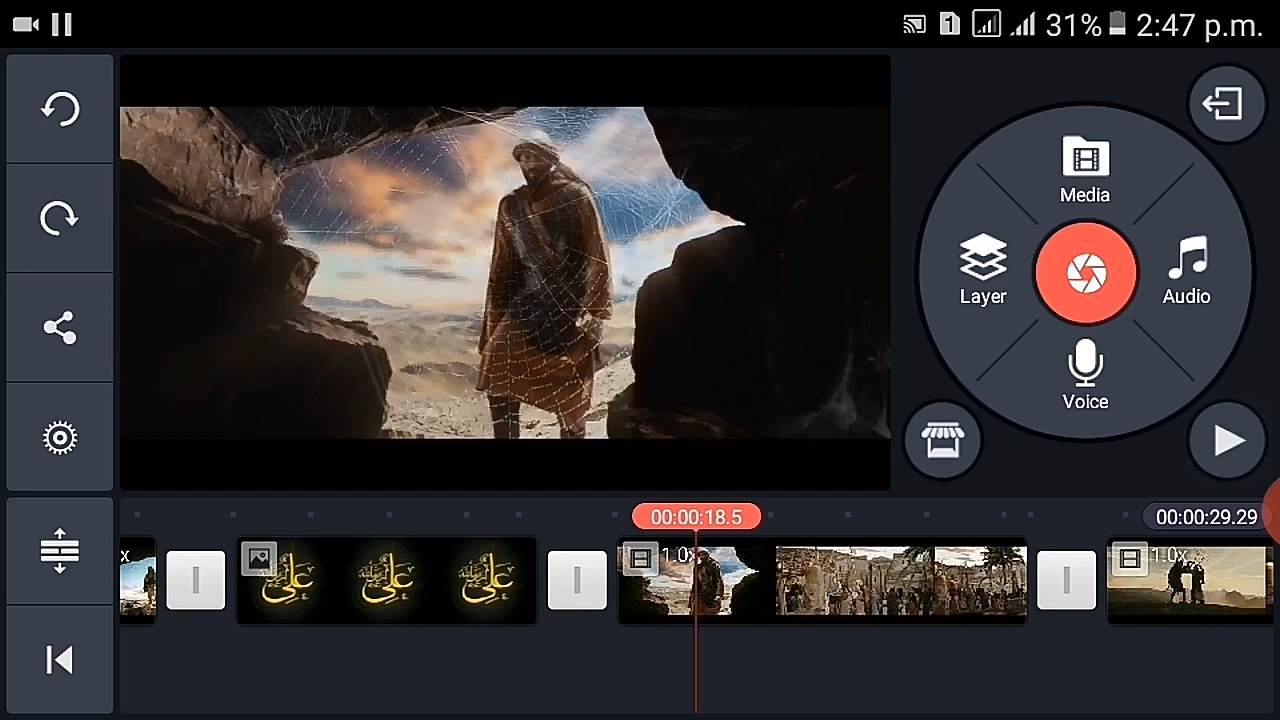 1 31% 2:47 p.m.
Media
Layer
Audio
Voice
00:00:18.5
00:00:29.29
x
علي
علي
علي
1.0x
1.0x